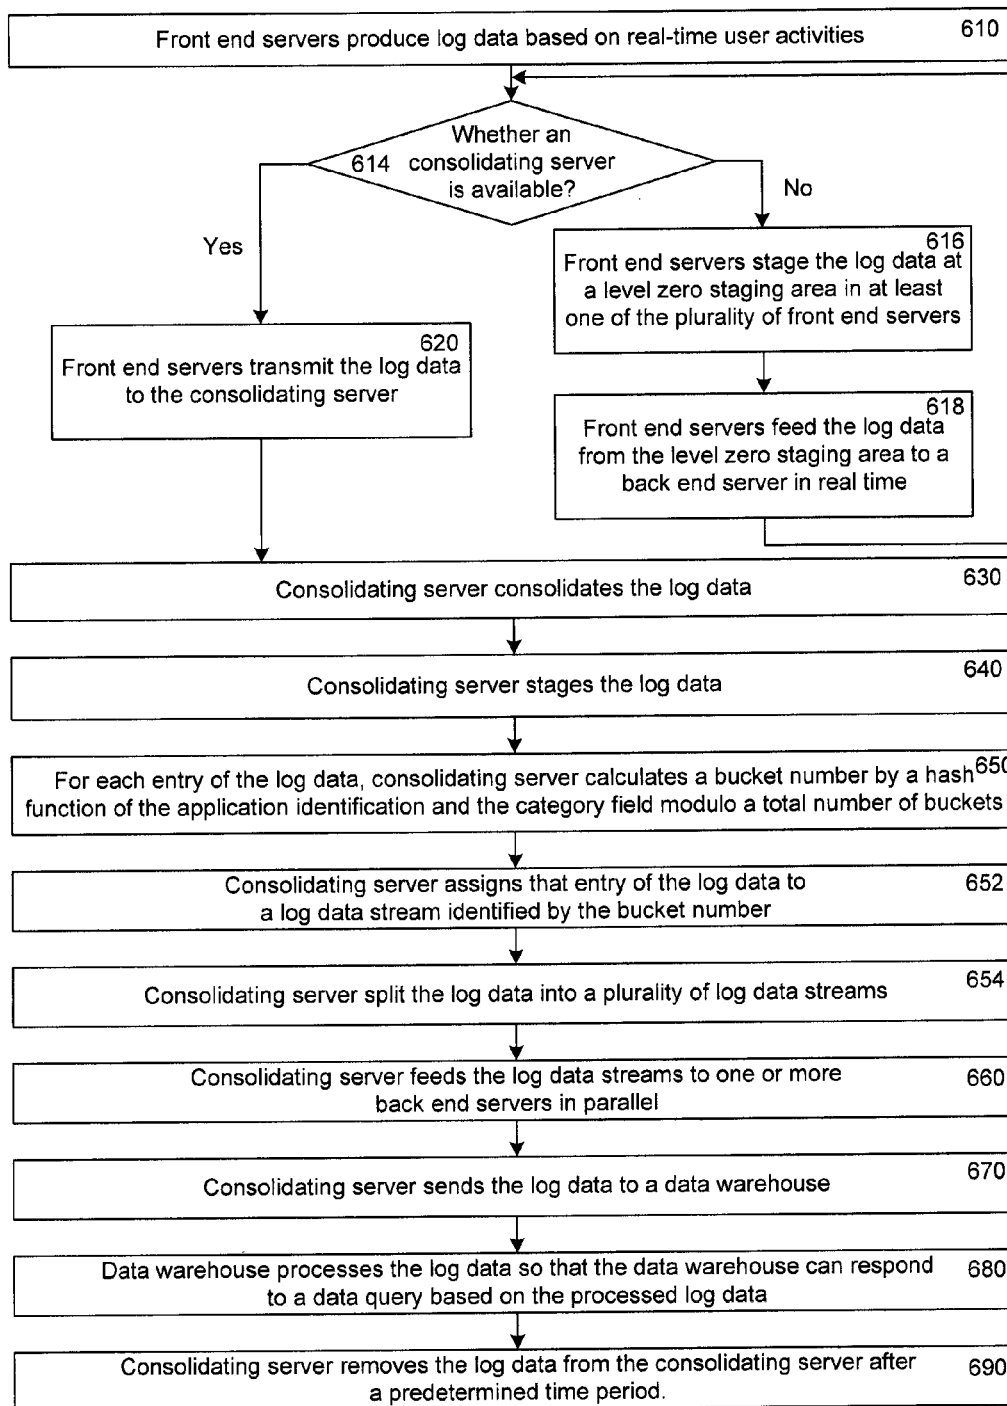 Front end servers produce log data based on real-time user activities 610
Whether an
614 consolidating server
is available?
No
Yes
616
Front end servers stage the log data at
a level zero staging area in at least
one of the plurality of front end servers
620
Front end servers transmit the log data
to the consolidating server
618
Front end servers feed the log data
from the level zero staging area to a
back end server in real time
Consolidating server consolidates the log data 630
Consolidating server stages the log data 640
For each entry of the log data, consolidating server calculates a bucket number by a hash 650
function of the application identification and the category field modulo a total number of buckets
Consolidating server assigns that entry of the log data to 652
a log data stream identified by the bucket number
Consolidating server split the log data into a plurality of log data streams 654
Consolidating server feeds the log data streams to one or more 660
back end servers in parallel
Consolidating server sends the log data to a data warehouse 670
Data warehouse processes the log data so that the data warehouse can respond 680
to a data query based on the processed log data
Consolidating server removes the log data from the consolidating server after 690
a predetermined time period.